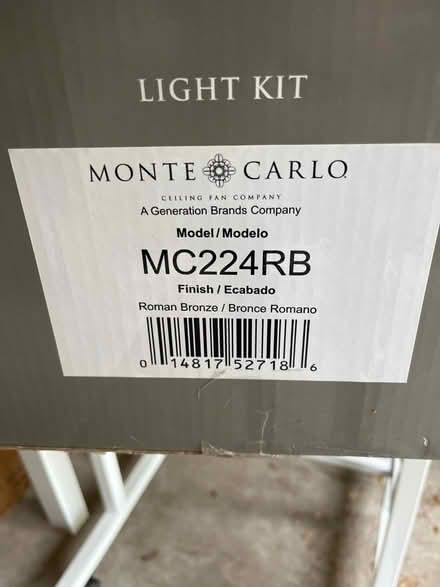 LIGHT KIT
MONTE CARLO
CEILING FAN COMPANY
A Generation Brands Company
Model / Modelo
MC224RB
Finish / Ecabado
Roman Bronze / Bronce Romano
0 14817 52718 6